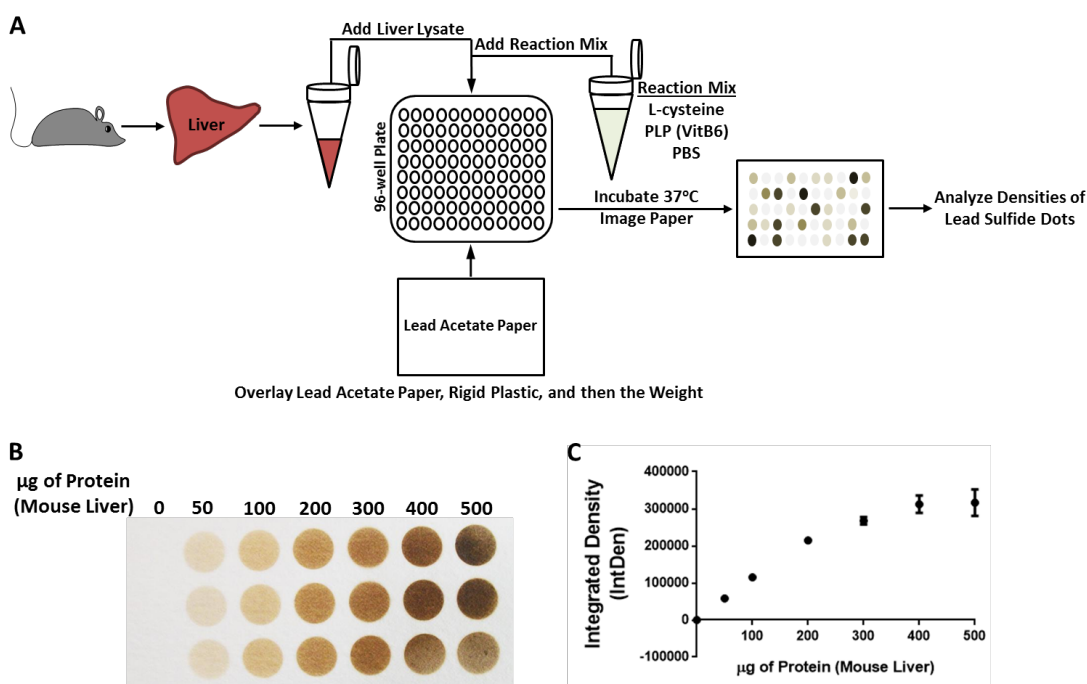 A
Add Liver Lysate
Add Reaction Mix
Liver
Reaction Mix
L-cysteine
PLP (VitB6)
PBS
96-well Plate
Incubate 37°C
Image Paper
Analyze Densities of
Lead Sulfide Dots
Lead Acetate Paper
Overlay Lead Acetate Paper, Rigid Plastic, and then the Weight
B
µg of Protein
(Mouse Liver)
0 50 100 200 300 400 500
C
Integrated Density
(IntDen)
400000
300000
200000
100000
0
-100000
100 200 300 400 500
µg of Protein (Mouse Liver)